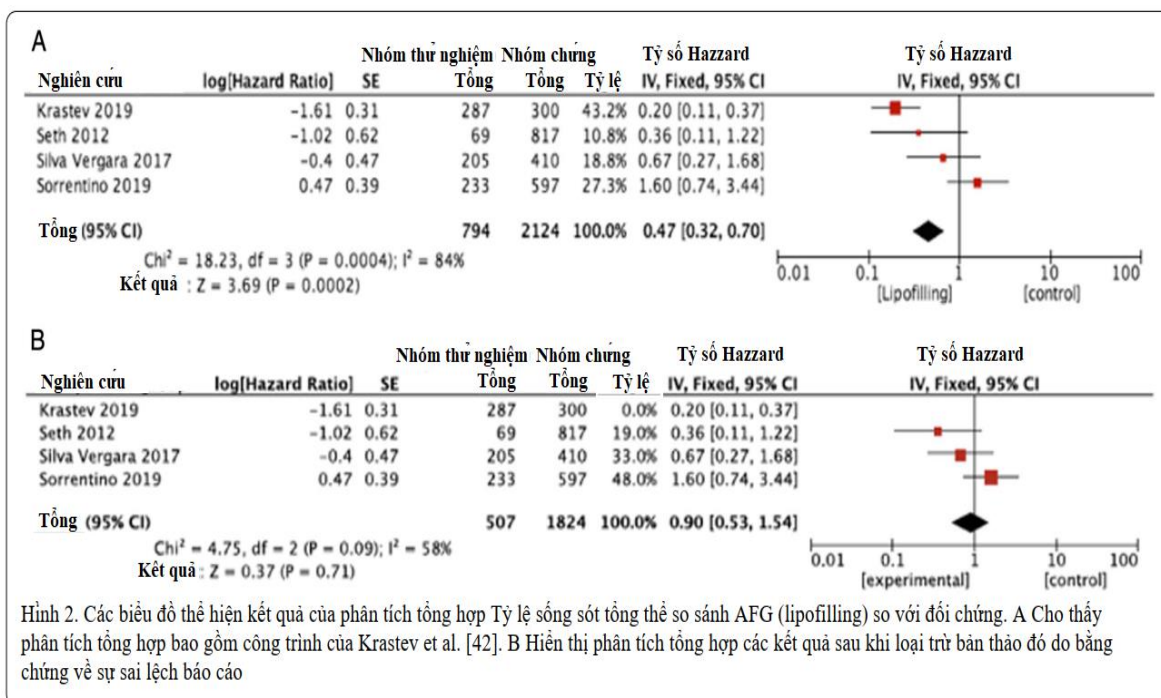 A
Nhóm thử nghiệm Nhóm chứng Tỷ số Hazzard Tỷ số Hazzard
Nghiên cứu log[Hazard Ratio] SE Tổng Tổng Tỷ lệ IV, Fixed, 95% CI IV, Fixed, 95% CI
Krastev 2019 -1.61 0.31 287 300 43.2% 0.20 [0.11, 0.37]
Seth 2012 -1.02 0.62 69 817 10.8% 0.36 [0.11, 1.22]
Silva Vergara 2017 -0.4 0.47 205 410 18.8% 0.67 [0.27, 1.68]
Sorrentino 2019 0.47 0.39 233 597 27.3% 1.60 [0.74, 3.44]
Tổng (95% CI) 794 2124 100.0% 0.47 [0.32, 0.70]
Chi² = 18.23, df = 3 (P = 0.0004); I² = 84%
Kết quả : Z = 3.69 (P = 0.0002)
0.01 0.1 1 10 100
[Lipofilling] [control]
B
Nhóm thử nghiệm Nhóm chứng Tỷ số Hazzard Tỷ số Hazzard
Nghiên cứu log[Hazard Ratio] SE Tổng Tổng Tỷ lệ IV, Fixed, 95% CI IV, Fixed, 95% CI
Krastev 2019 -1.61 0.31 287 300 0.0% 0.20 [0.11, 0.37]
Seth 2012 -1.02 0.62 69 817 19.0% 0.36 [0.11, 1.22]
Silva Vergara 2017 -0.4 0.47 205 410 33.0% 0.67 [0.27, 1.68]
Sorrentino 2019 0.47 0.39 233 597 48.0% 1.60 [0.74, 3.44]
Tổng (95% CI) 507 1824 100.0% 0.90 [0.53, 1.54]
Chi² = 4.75, df = 2 (P = 0.09); I² = 58%
Kết quả : Z = 0.37 (P = 0.71)
0.01 0.1 1 10 100
[experimental] [control]
Hình 2. Các biểu đồ thể hiện kết quả của phân tích tổng hợp Tỷ lệ sống sót tổng thể so sánh AFG (lipofilling) so với đối chứng. A Cho thấy
phân tích tổng hợp bao gồm công trình của Krastev et al. [42]. B Hiển thị phân tích tổng hợp các kết quả sau khi loại trừ bản thảo đó do bằng
chứng về sự sai lệch báo cáo